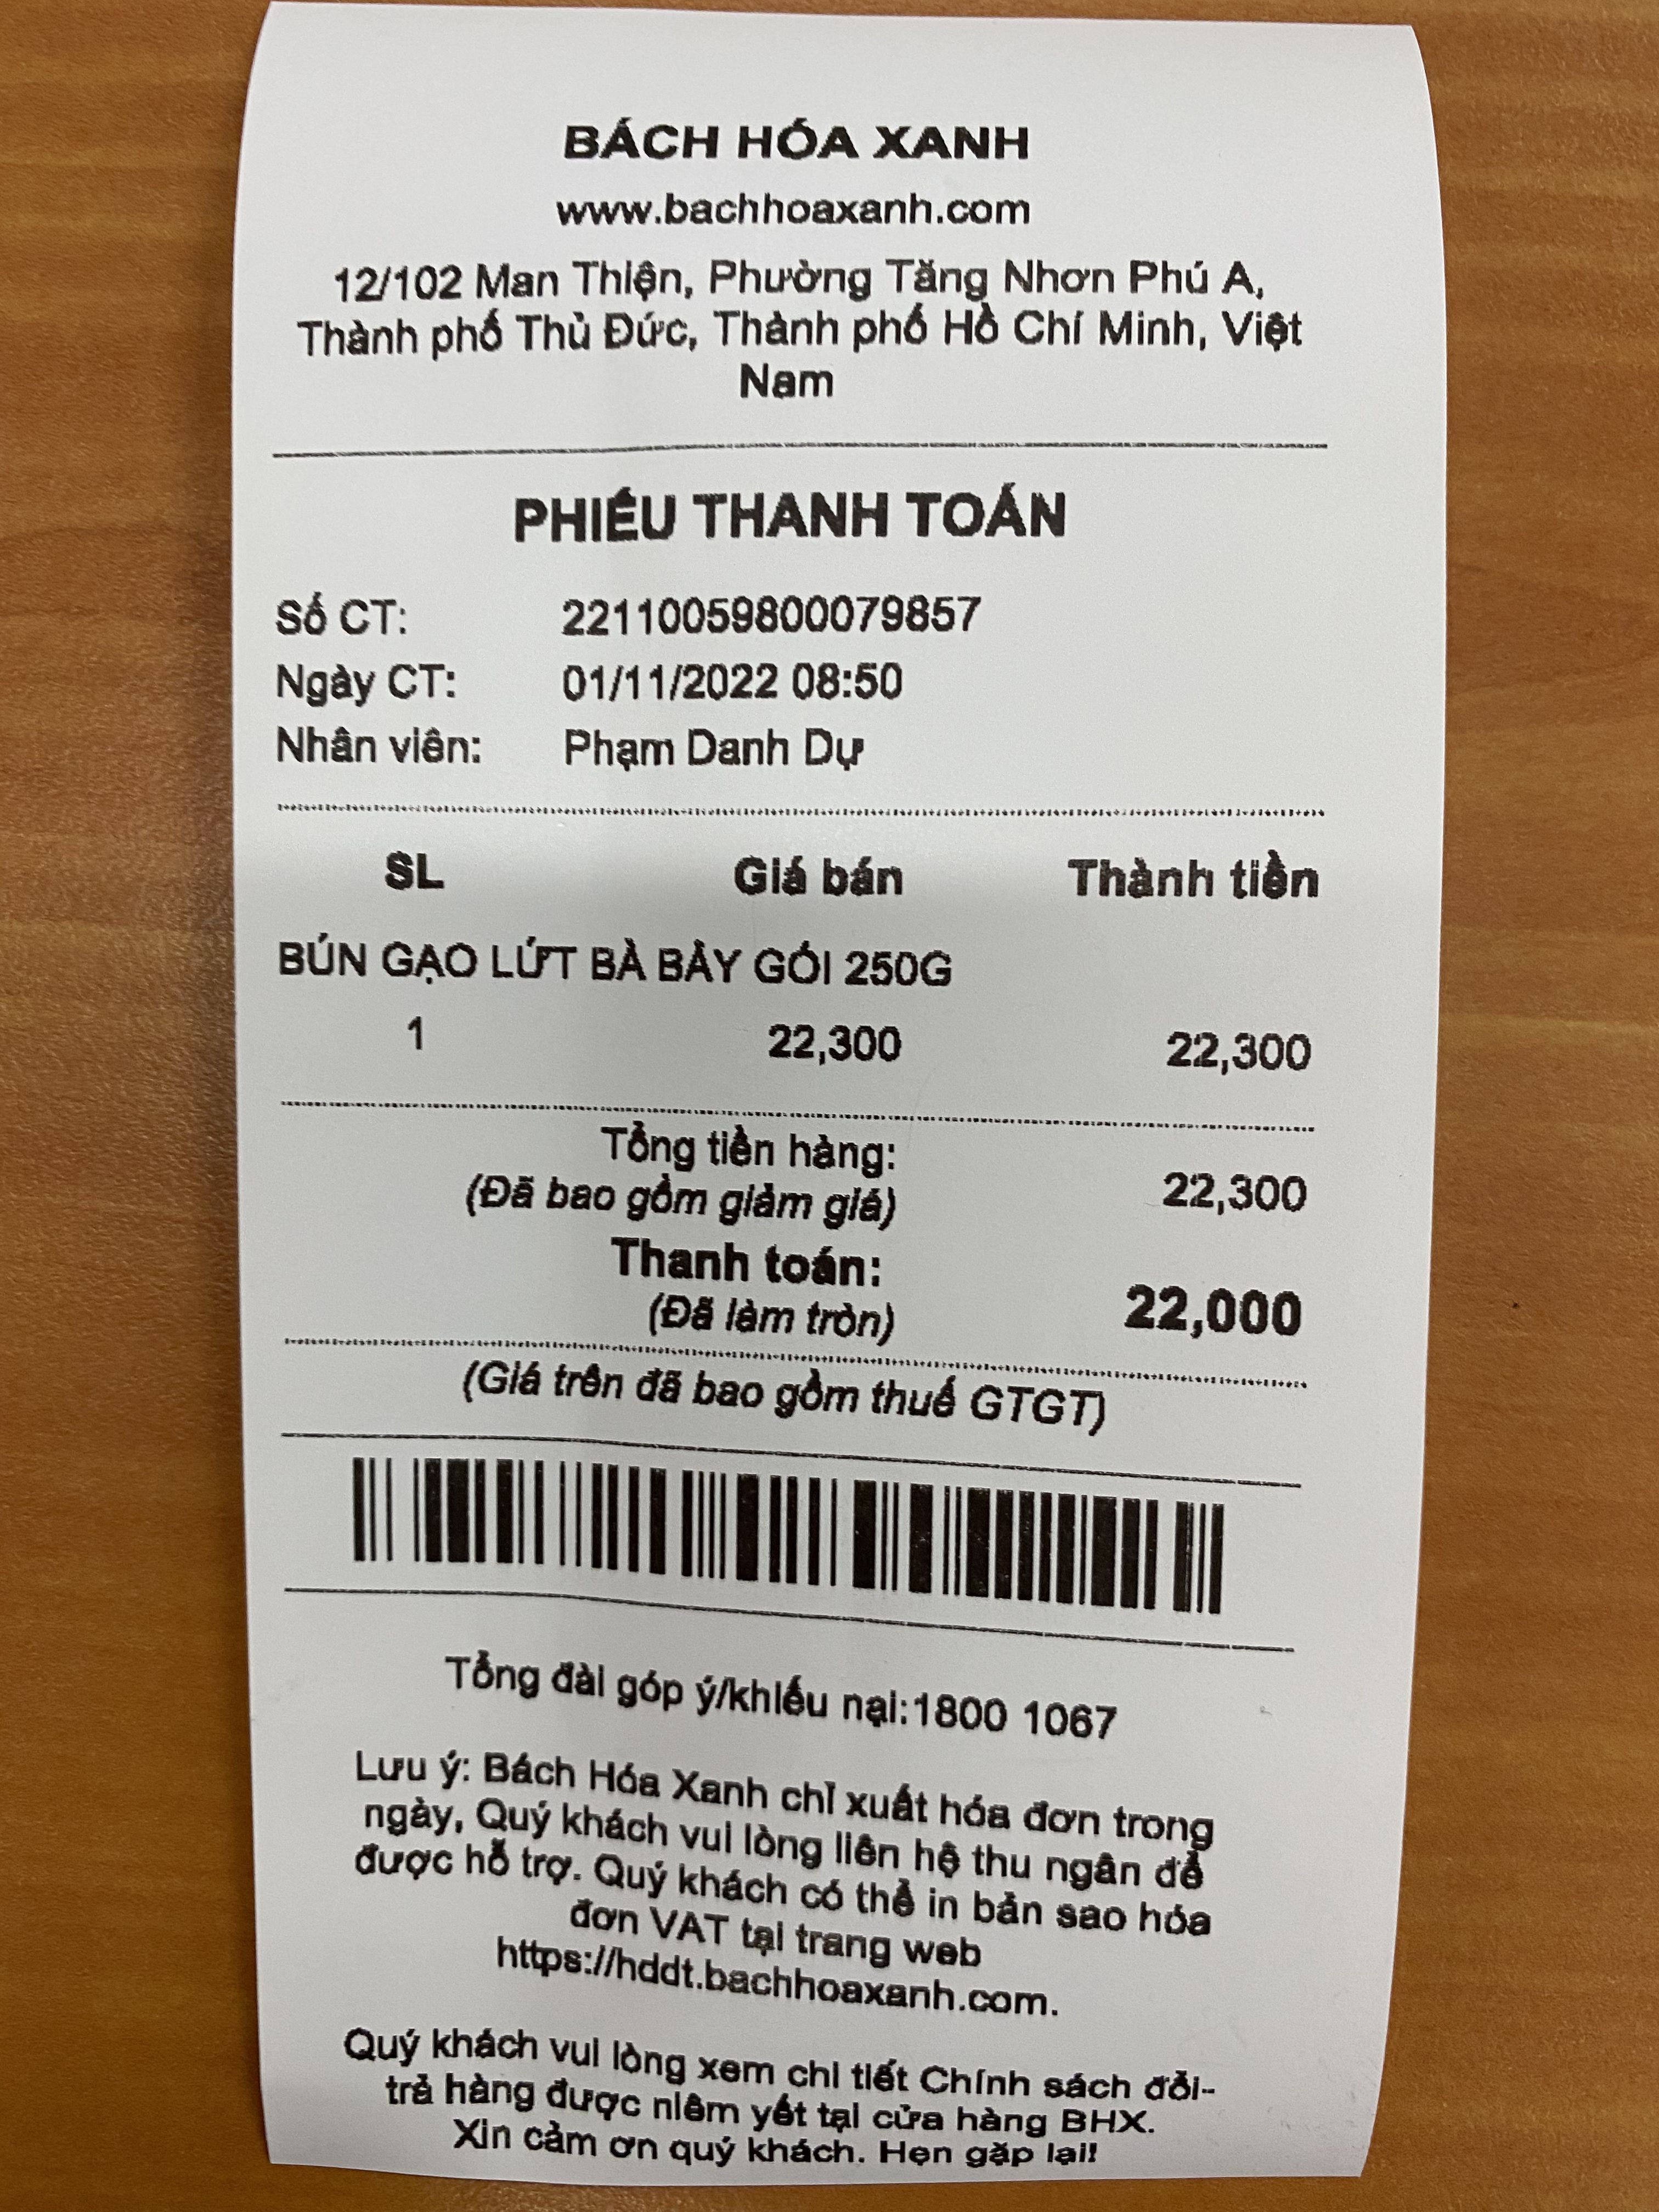 BÁCH HÓA XANH
www.bachhoaxanh.com
12/102 Man Thiện, Phường Tăng Nhơn Phú A,
Thành phố Thủ Đức, Thành phố Hồ Chí Minh, Việt
Nam
PHIẾU THANH TOÁN
Số CT: 22110059800079857
Ngày CT: 01/11/2022 08:50
Nhân viên: Phạm Danh Dự
SL Giá bán Thành tiền
BÚN GẠO LỨT BÀ BẢY GÓI 250G
1 22,300 22,300
Tổng tiền hàng:
(Đã bao gồm giảm giá) 22,300
Thanh toán:
(Đã làm tròn) 22,000
(Giá trên đã bao gồm thuế GTGT)
Tổng đài góp ý/khiếu nại:1800 1067
Lưu ý: Bách Hóa Xanh chỉ xuất hóa đơn trong
ngày, Quý khách vui lòng liên hệ thu ngân để
được hỗ trợ. Quý khách có thể in bản sao hóa
đơn VAT tại trang web
https://hddt.bachhoaxanh.com.
Quý khách vui lòng xem chi tiết Chính sách đổi-
trả hàng được niêm yết tại cửa hàng BHX.
Xin cảm ơn quý khách. Hẹn gặp lại!